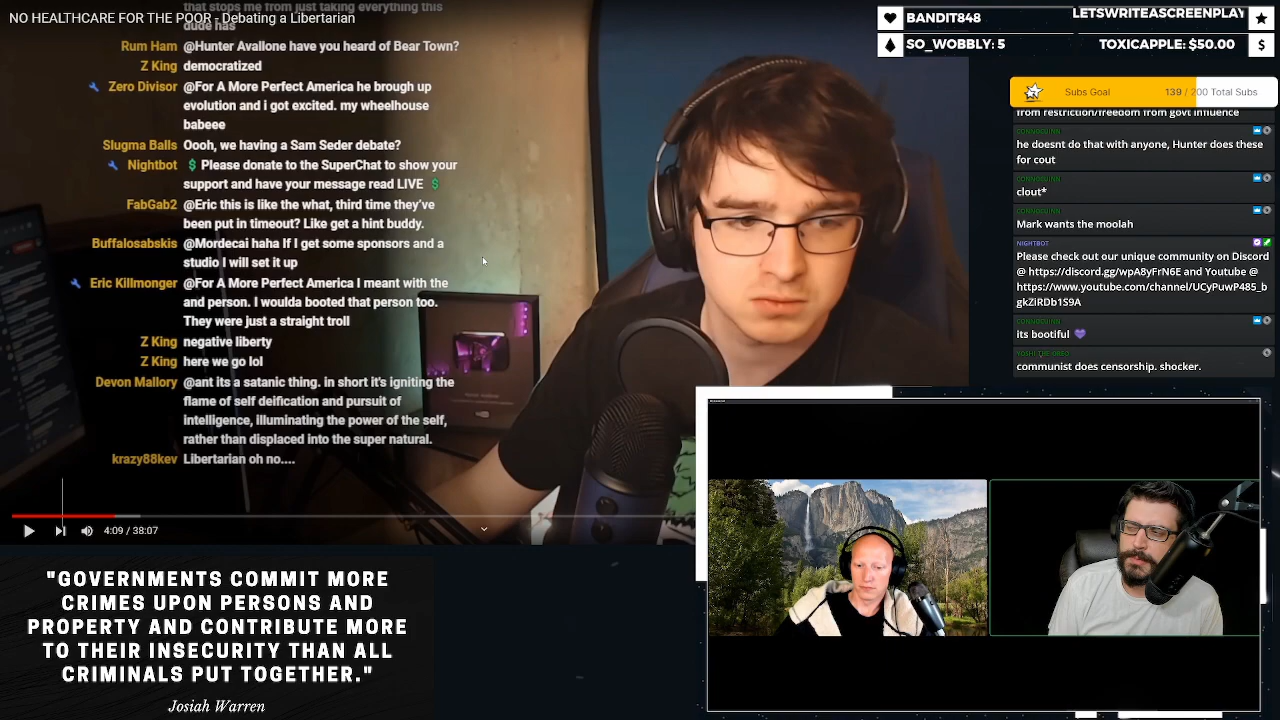 that stops me from just taking everything this
dude has
NO HEALTHCARE FOR THE POOR - Debating a Libertarian
Rum Ham @Hunter Avallone have you heard of Bear Town?
Z King democratized
Zero Divisor @For A More Perfect America he brough up
evolution and i got excited. my wheelhouse
babeee
Slugma Balls Oooh, we having a Sam Seder debate?
Nightbot 💲Please donate to the SuperChat to show your
support and have your message read LIVE 💲
FabGab2 @Eric this is like the what, third time they've
been put in timeout? Like get a hint buddy.
Buffalosabskis @Mordecai haha If I get some sponsors and a
studio I will set it up
Eric Killmonger @For A More Perfect America I meant with the
and person. I woulda booted that person too.
They were just a straight troll
Z King negative liberty
Z King here we go lol
Devon Mallory @ant its a satanic thing. in short it's igniting the
flame of self deification and pursuit of
intelligence, illuminating the power of the self,
rather than displaced into the super natural.
krazy88kev Libertarian oh no....
4:09 / 38:07
"GOVERNMENTS COMMIT MORE
CRIMES UPON PERSONS AND
PROPERTY AND CONTRIBUTE MORE
TO THEIR INSECURITY THAN ALL
CRIMINALS PUT TOGETHER."
Josiah Warren
BANDIT848
LETSWRITEASCREENPLAY
SO_WOBBLY: 5
TOXICAPPLE: $50.00
Subs Goal 139 / 200 Total Subs
from restriction/freedom from govt influence
he doesnt do that with anyone, Hunter does these
for cout
clout*
Mark wants the moolah
NIGHTBOT
Please check out our unique community on Discord
@ https://discord.gg/wpA8yFrN6E and Youtube @
https://www.youtube.com/channel/UCyPuwP485_b
gkZiRDb1S9A
its bootiful 💜
communist does censorship. shocker.